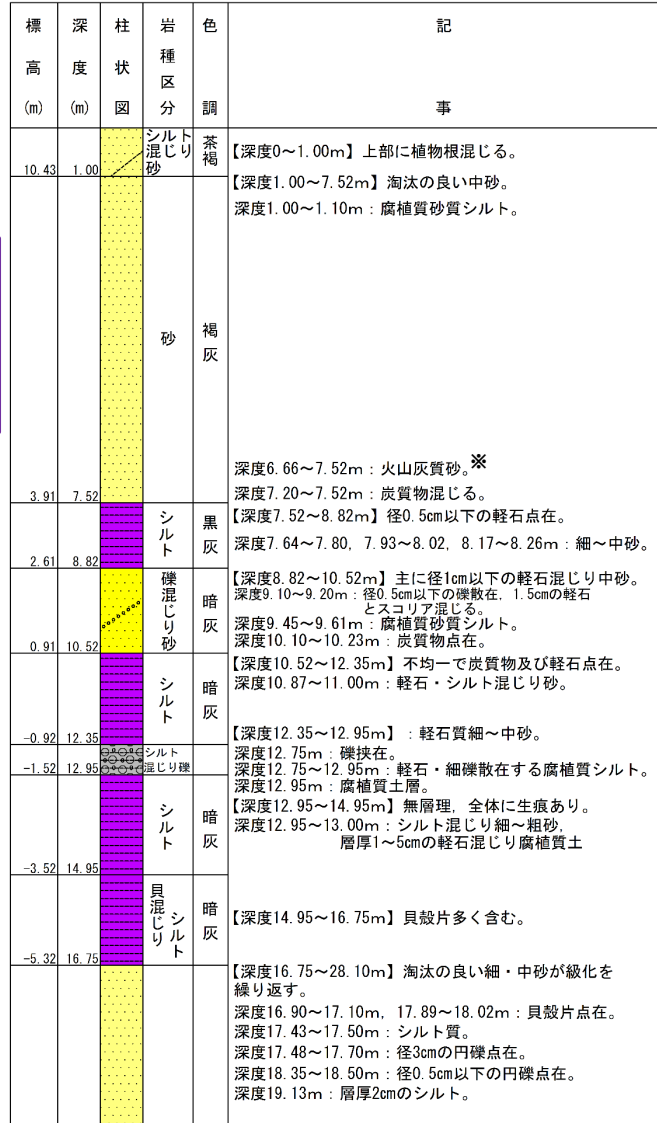 標高(m) 深度(m) 柱状図 岩種区分 色調 記事
シルト混じり砂 茶褐
【深度0～1.00m】上部に植物根混じる。
10.43 1.00
【深度1.00～7.52m】淘汰の良い中砂。
深度1.00～1.10m：腐植質砂質シルト。
砂 褐灰
深度6.66～7.52m：火山灰質砂。※
深度7.20～7.52m：炭質物混じる。
3.91 7.52
シルト 黒灰
【深度7.52～8.82m】径0.5cm以下の軽石点在。
深度7.64～7.80, 7.93～8.02, 8.17～8.26m：細～中砂。
2.61 8.82
礫混じり砂 暗灰
【深度8.82～10.52m】主に径1cm以下の軽石混じり中砂。
深度9.10～9.20m：径0.5cm以下の礫散在, 1.5cmの軽石
とスコリア混じる。
深度9.45～9.61m：腐植質砂質シルト。
深度10.10～10.23m：炭質物点在。
0.91 10.52
シルト 暗灰
【深度10.52～12.35m】不均一で炭質物及び軽石点在。
深度10.87～11.00m：軽石・シルト混じり砂。
-0.92 12.35
【深度12.35～12.95m】：軽石質細～中砂。
シルト
混じり礫
深度12.75m：礫挟在。
深度12.75～12.95m：軽石・細礫散在する腐植質シルト。
-1.52 12.95
深度12.95m：腐植土層。
シルト 暗灰
【深度12.95～14.95m】無層理, 全体に生痕あり。
深度12.95～13.00m：シルト混じり細～粗砂,
層厚1～5cmの軽石混じり腐植質土
-3.52 14.95
貝混じりシルト 暗灰
【深度14.95～16.75m】貝殻片多く含む。
-5.32 16.75
【深度16.75～28.10m】淘汰の良い細・中砂が級化を
繰り返す。
深度16.90～17.10m, 17.89～18.02m：貝殻片点在。
深度17.43～17.50m：シルト質。
深度17.48～17.70m：径3cmの円礫点在。
深度18.35～18.50m：径0.5cm以下の円礫点在。
深度19.13m：層厚2cmのシルト。